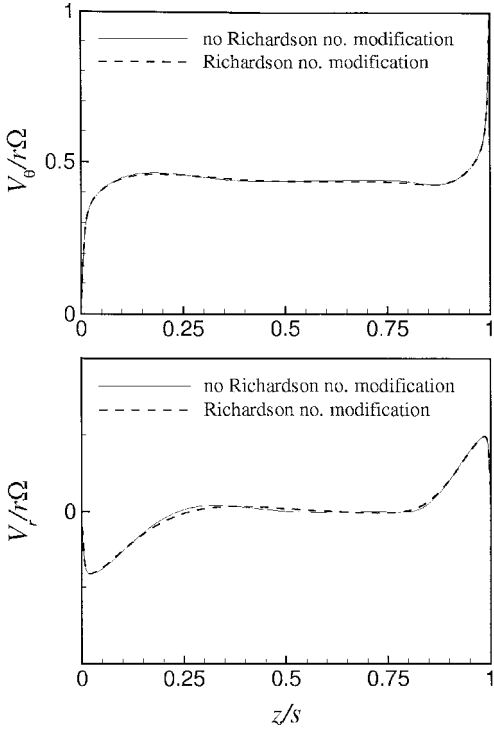 1
no Richardson no. modification
Richardson no. modification
Vθ/rΩ
0.5
0
0 0.25 0.5 0.75 1
no Richardson no. modification
Richardson no. modification
Vr/rΩ
0
0 0.25 0.5 0.75 1
z/s